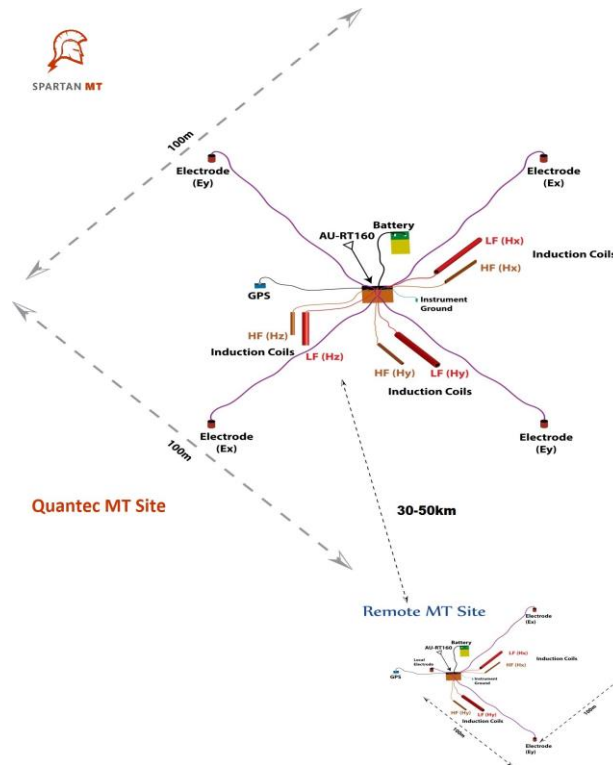 SPARTAN MT
100m
Electrode
(Ey)
Electrode
(Ex)
Battery
AU-RT160
LF (Hx)
Induction Coils
HF (Hx)
GPS
Instrument
Ground
HF (Hz)
Induction Coils
LF (Hz)
HF (Hy)
LF (Hy)
Induction Coils
Electrode
(Ex)
Electrode
(Ey)
100m
Quantec MT Site
30-50km
Remote MT Site
Electrode
(Ex)
Battery
AU-RT160
LF (Hx)
Induction Coils
HF (Hx)
Local
Electrode
GPS
Instrument
Ground
HF (Hy)
LF (Hy)
Induction Coils
100m
100m
Electrode
(Ey)